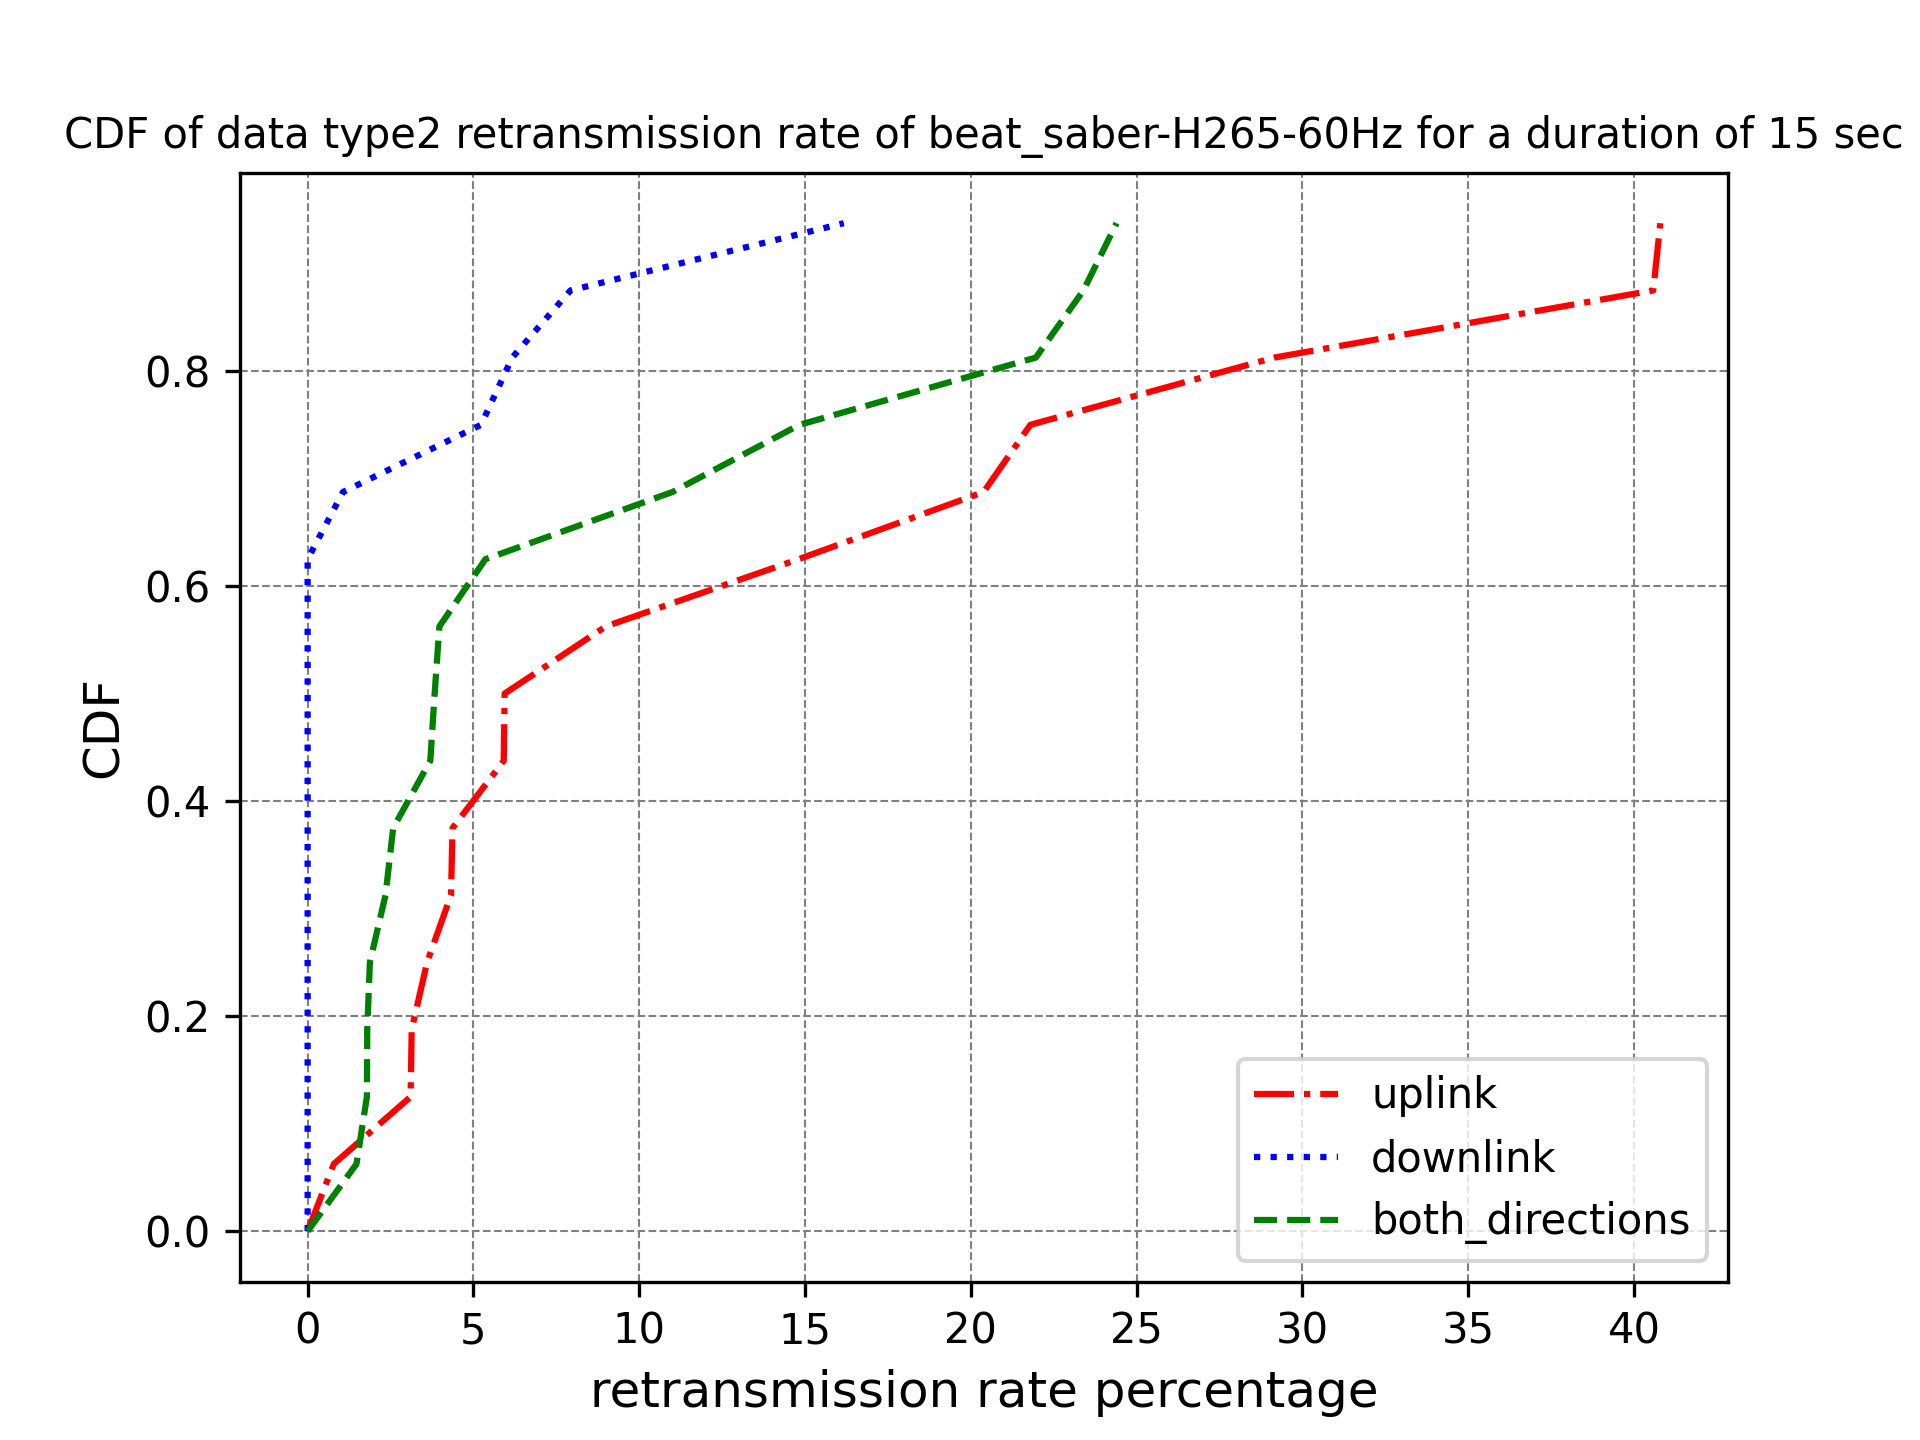 CDF of data type2 retransmission rate of beat_saber-H265-60Hz for a duration of 15 sec
CDF
0.8
0.6
0.4
0.2
0.0
uplink
downlink
both_directions
0 5 10 15 20 25 30 35 40
retransmission rate percentage